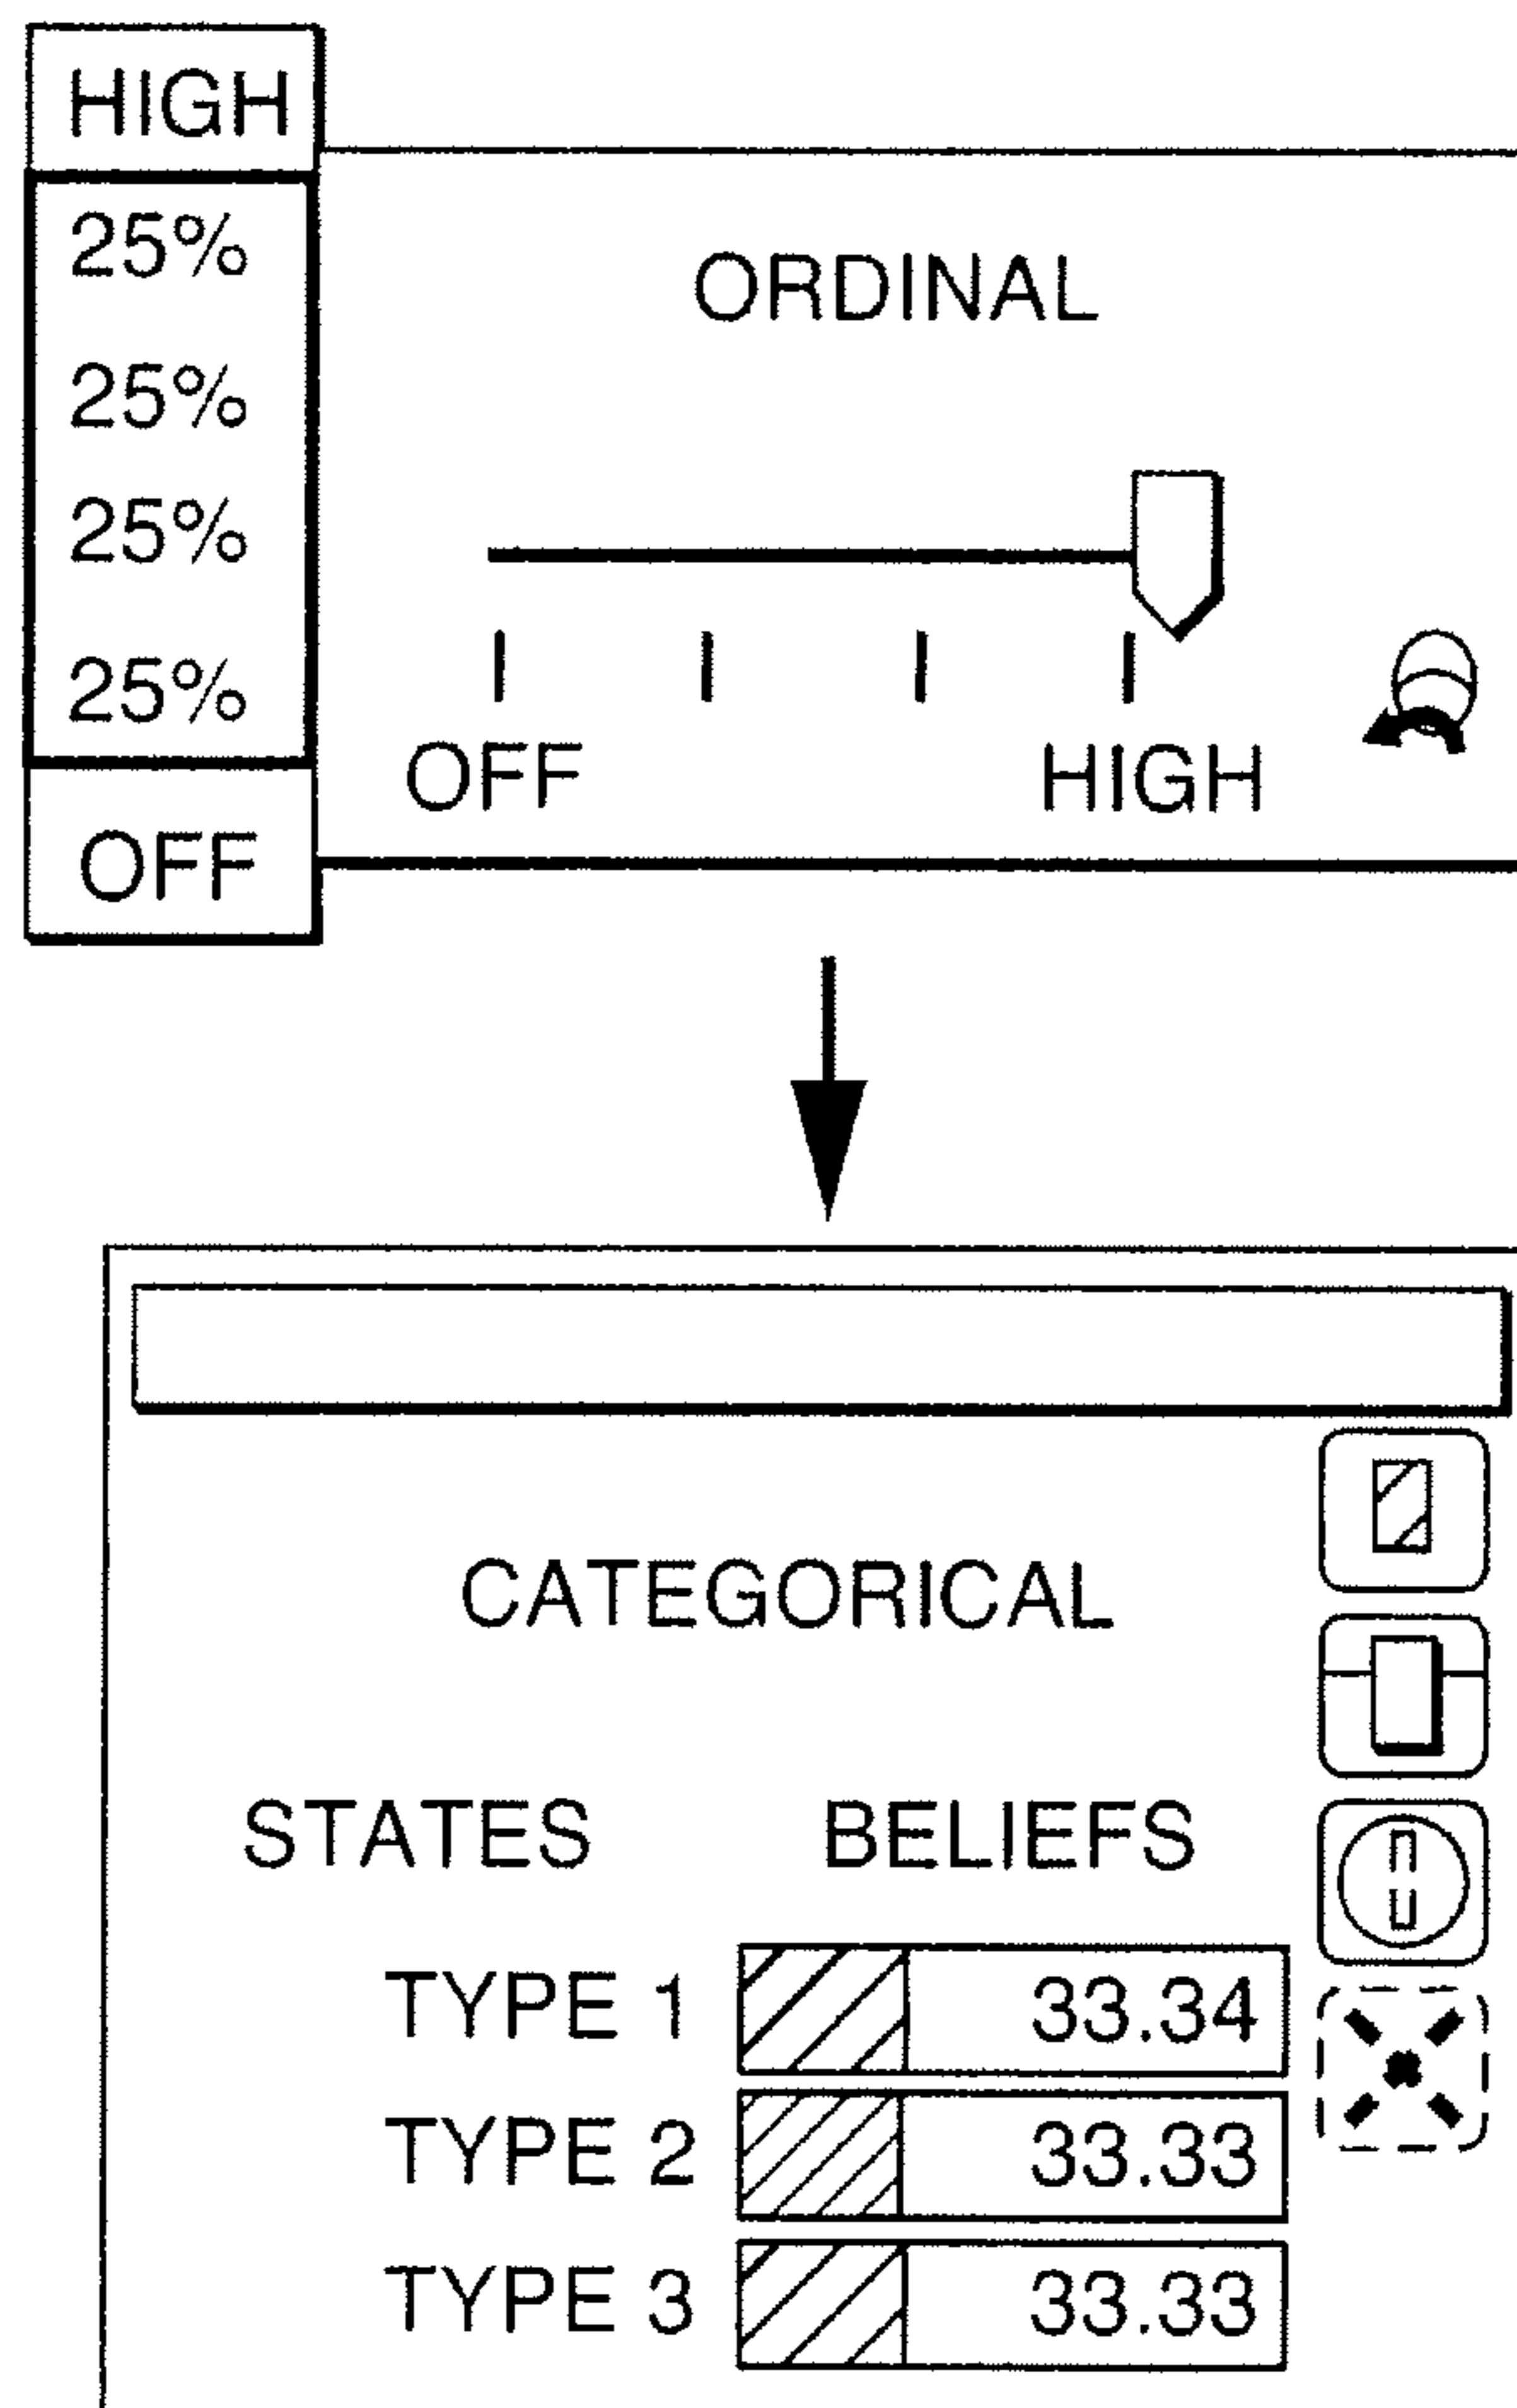 HIGH
25%
ORDINAL
25%
25%
25%
OFF HIGH
OFF
CATEGORICAL
STATES BELIEFS
TYPE 1 33.34
TYPE 2 33.33
TYPE 3 33.33